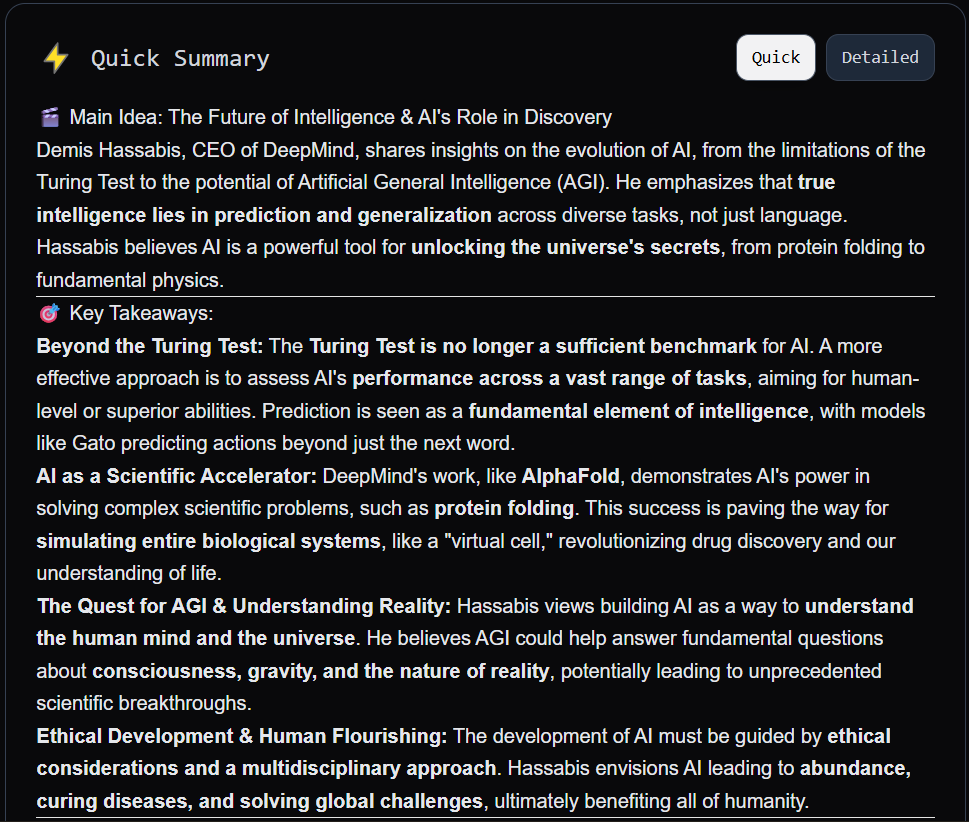 ⚡ Quick Summary
Quick
Detailed
🎬 Main Idea: The Future of Intelligence & AI's Role in Discovery
Demis Hassabis, CEO of DeepMind, shares insights on the evolution of AI, from the limitations of the
Turing Test to the potential of Artificial General Intelligence (AGI). He emphasizes that true
intelligence lies in prediction and generalization across diverse tasks, not just language.
Hassabis believes AI is a powerful tool for unlocking the universe's secrets, from protein folding to
fundamental physics.
🎯 Key Takeaways:
Beyond the Turing Test: The Turing Test is no longer a sufficient benchmark for AI. A more
effective approach is to assess AI's performance across a vast range of tasks, aiming for human-
level or superior abilities. Prediction is seen as a fundamental element of intelligence, with models
like Gato predicting actions beyond just the next word.
AI as a Scientific Accelerator: DeepMind's work, like AlphaFold, demonstrates AI's power in
solving complex scientific problems, such as protein folding. This success is paving the way for
simulating entire biological systems, like a "virtual cell," revolutionizing drug discovery and our
understanding of life.
The Quest for AGI & Understanding Reality: Hassabis views building AI as a way to understand
the human mind and the universe. He believes AGI could help answer fundamental questions
about consciousness, gravity, and the nature of reality, potentially leading to unprecedented
scientific breakthroughs.
Ethical Development & Human Flourishing: The development of AI must be guided by ethical
considerations and a multidisciplinary approach. Hassabis envisions AI leading to abundance,
curing diseases, and solving global challenges, ultimately benefiting all of humanity.